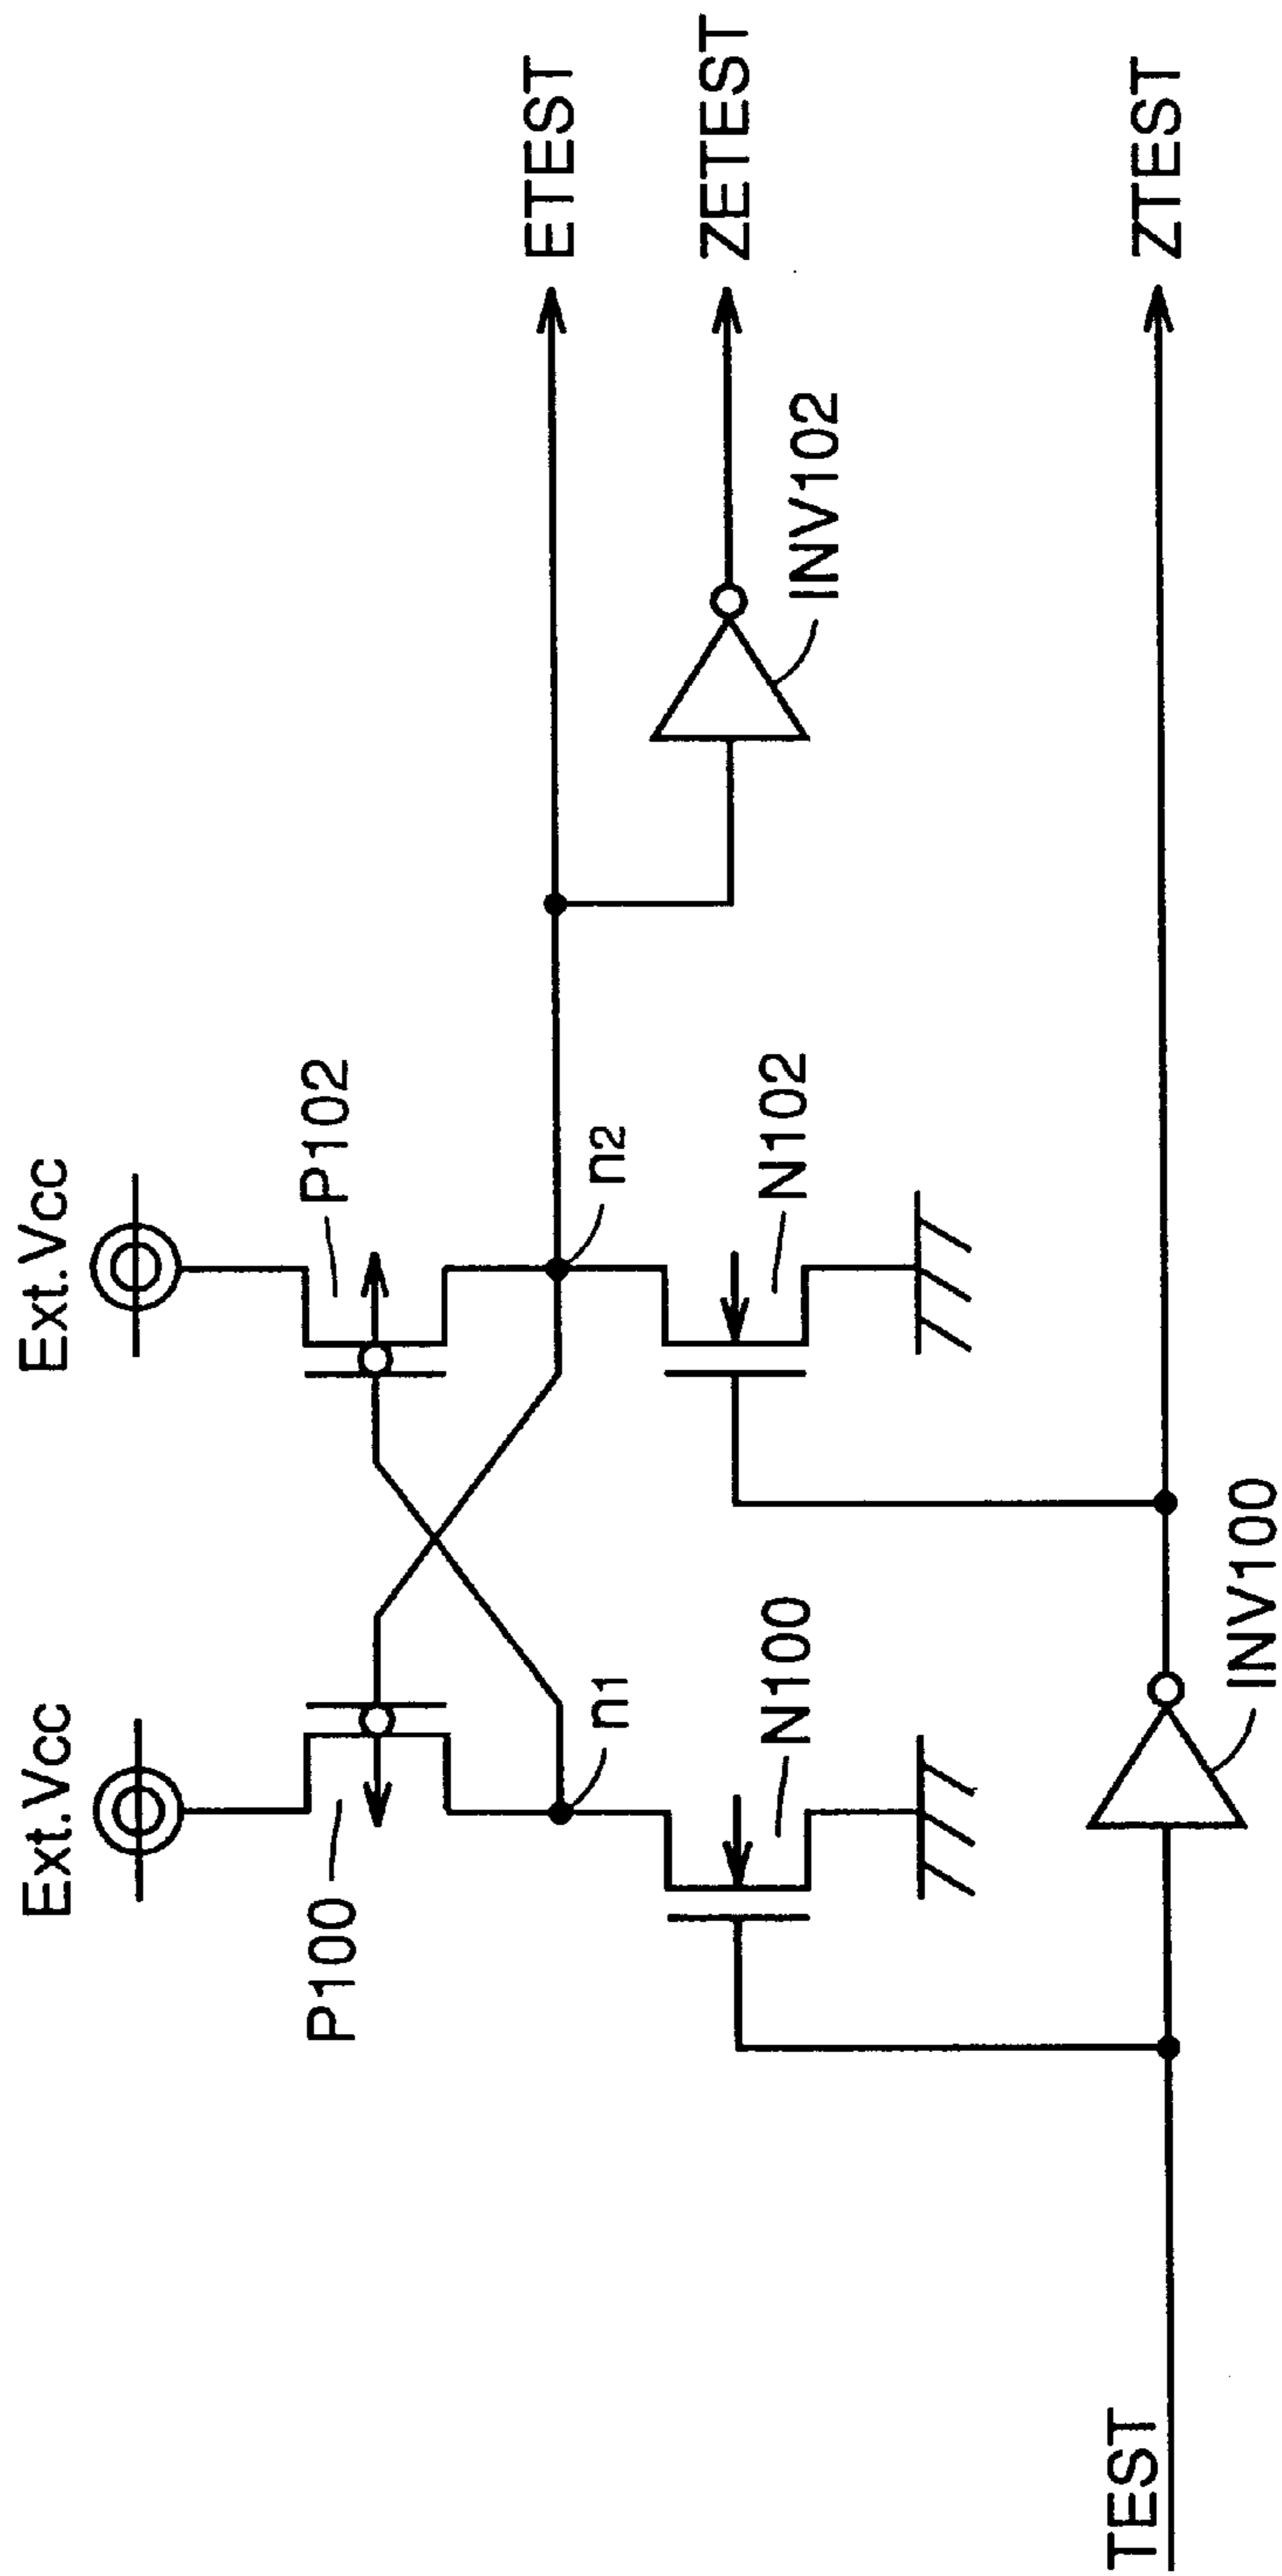 Ext.Vcc
Ext.Vcc
P100
P102
ETEST
n1
n2
ZETEST
N100
N102
INV102
TEST
ZTEST
INV100